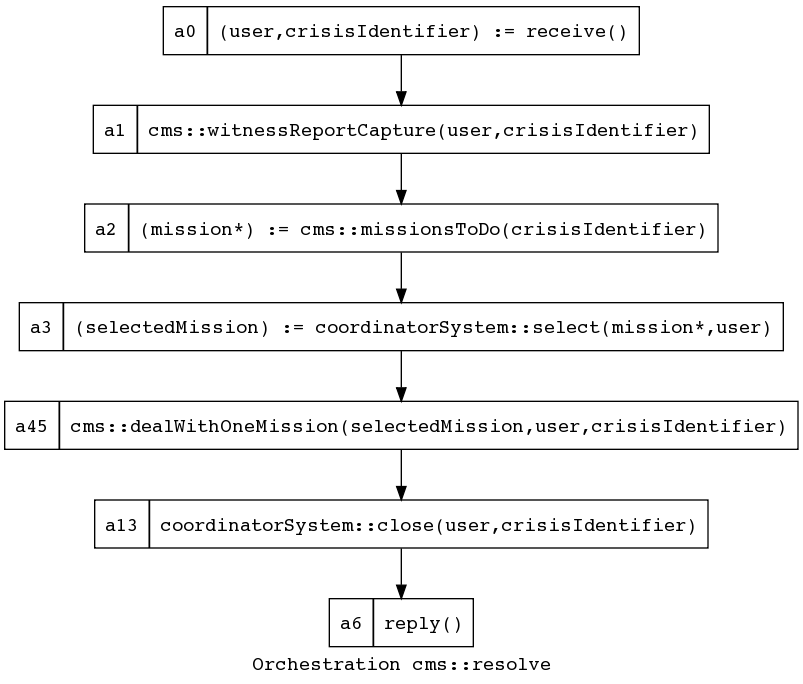 a0 (user,crisisIdentifier) := receive()
a1 cms::witnessReportCapture(user,crisisIdentifier)
a2 (mission*) := cms::missionsToDo(crisisIdentifier)
a3 (selectedMission) := coordinatorSystem::select(mission*,user)
a45 cms::dealWithOneMission(selectedMission,user,crisisIdentifier)
a13 coordinatorSystem::close(user,crisisIdentifier)
a6 reply()
Orchestration cms::resolve